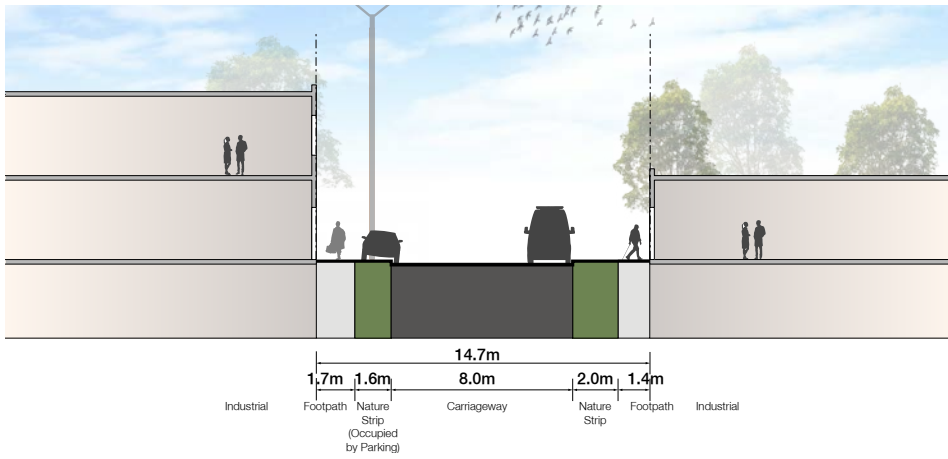 14.7m
1.7m 1.6m 8.0m 2.0m 1.4m
Industrial Footpath Nature Strip (Occupied by Parking) Carriageway Nature Strip Footpath Industrial